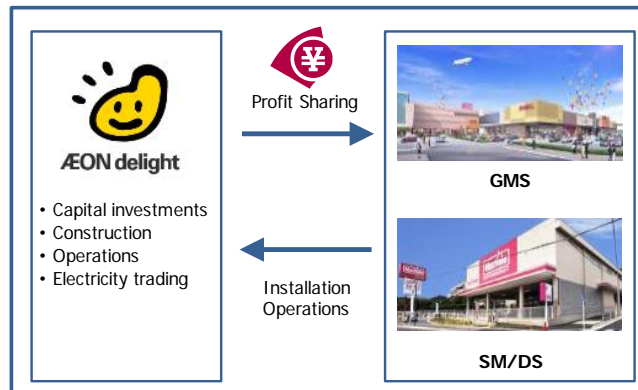 ÆON delight
• Capital investments
• Construction
• Operations
• Electricity trading
¥
Profit Sharing
Installation
Operations
GMS
SM/DS